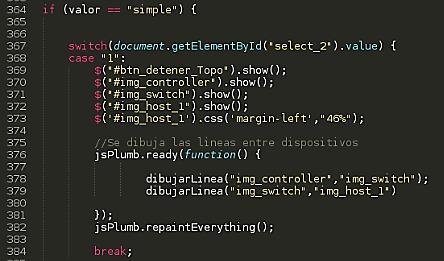 364 if (valor == "simple") {
365
366
367 switch(document.getElementById("select_2").value) {
368 case "1":
369 $("#btn_detener_Topo").show();
370 $("#img_controller").show();
371 $("#img_switch").show();
372 $("#img_host_1").show();
373 $('#img_host_1').css('margin-left',"46%");
374
375 //Se dibuja las lineas entre dispositivos
376 jsPlumb.ready(function() {
377
378 dibujarLinea("img_controller","img_switch");
379 dibujarLinea("img_switch","img_host_1")
380
381 });
382 jsPlumb.repaintEverything();
383
384 break;